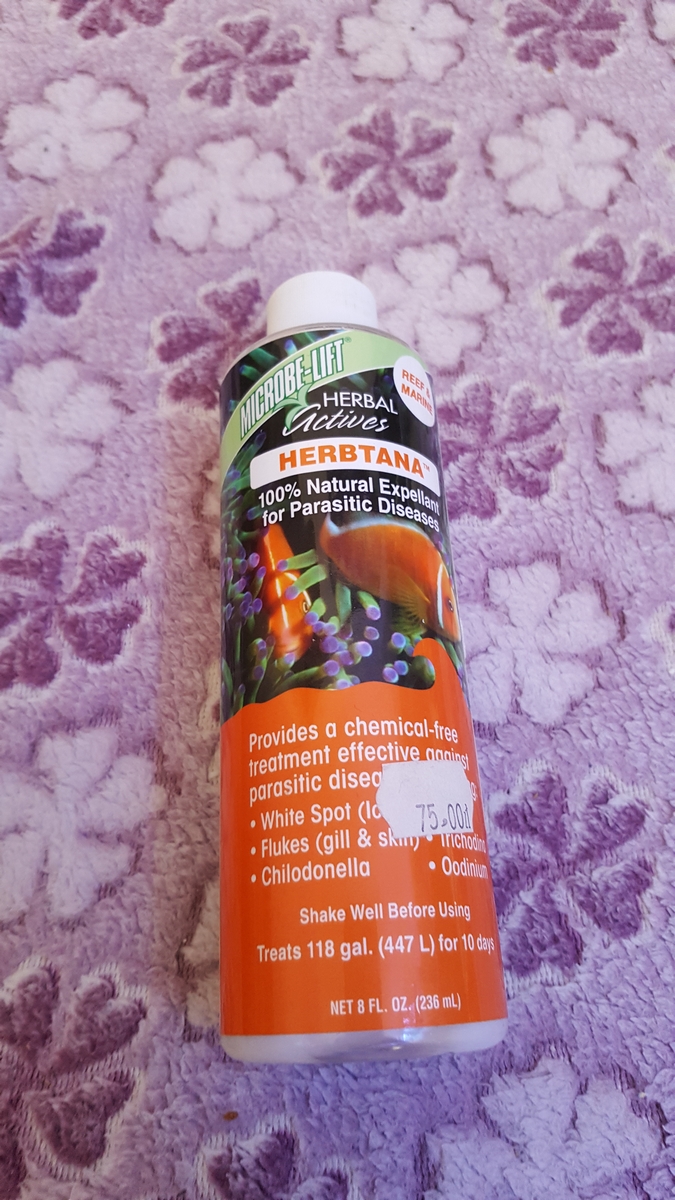 MICROBE-LIFT®
REEF &
MARINE
HERBAL
Actives
HERBTANA™
100% Natural Expellant
for Parasitic Diseases
Provides a chemical-free
treatment effective against
parasitic
• White Spot
75.00
• Flukes (gill & skin)
• Trichodina
• Chilodonella
• Oodinium
Shake Well Before Using
Treats 118 gal. (447 L) for 10 days
NET 8 FL. OZ. (236 mL)